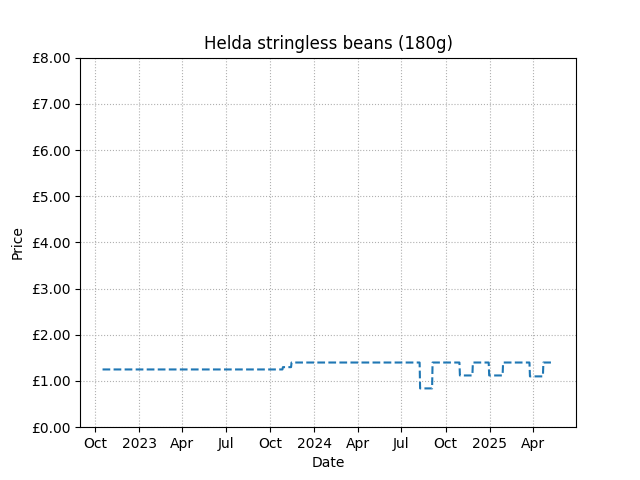 Helda stringless beans (180g)
£8.00
£7.00
£6.00
£5.00
£4.00
£3.00
£2.00
£1.00
£0.00
Price
Oct 2023 Apr Jul Oct 2024 Apr Jul Oct 2025 Apr
Date